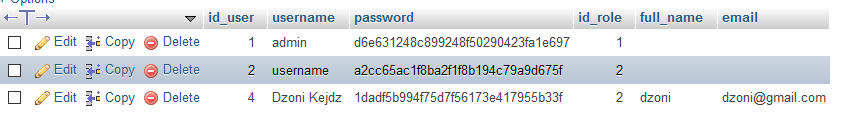 Options
id_user username password id_role full_name email
Edit Copy Delete 1 admin d6e631248c899248f50290423fa1e697 1
Edit Copy Delete 2 username a2cc65ac1f8ba2f1f8b194c79a9d675f 2
Edit Copy Delete 4 Dzoni Kejdz 1dadf5b994f75d7f56173e417955b33f 2 dzoni dzoni@gmail.com